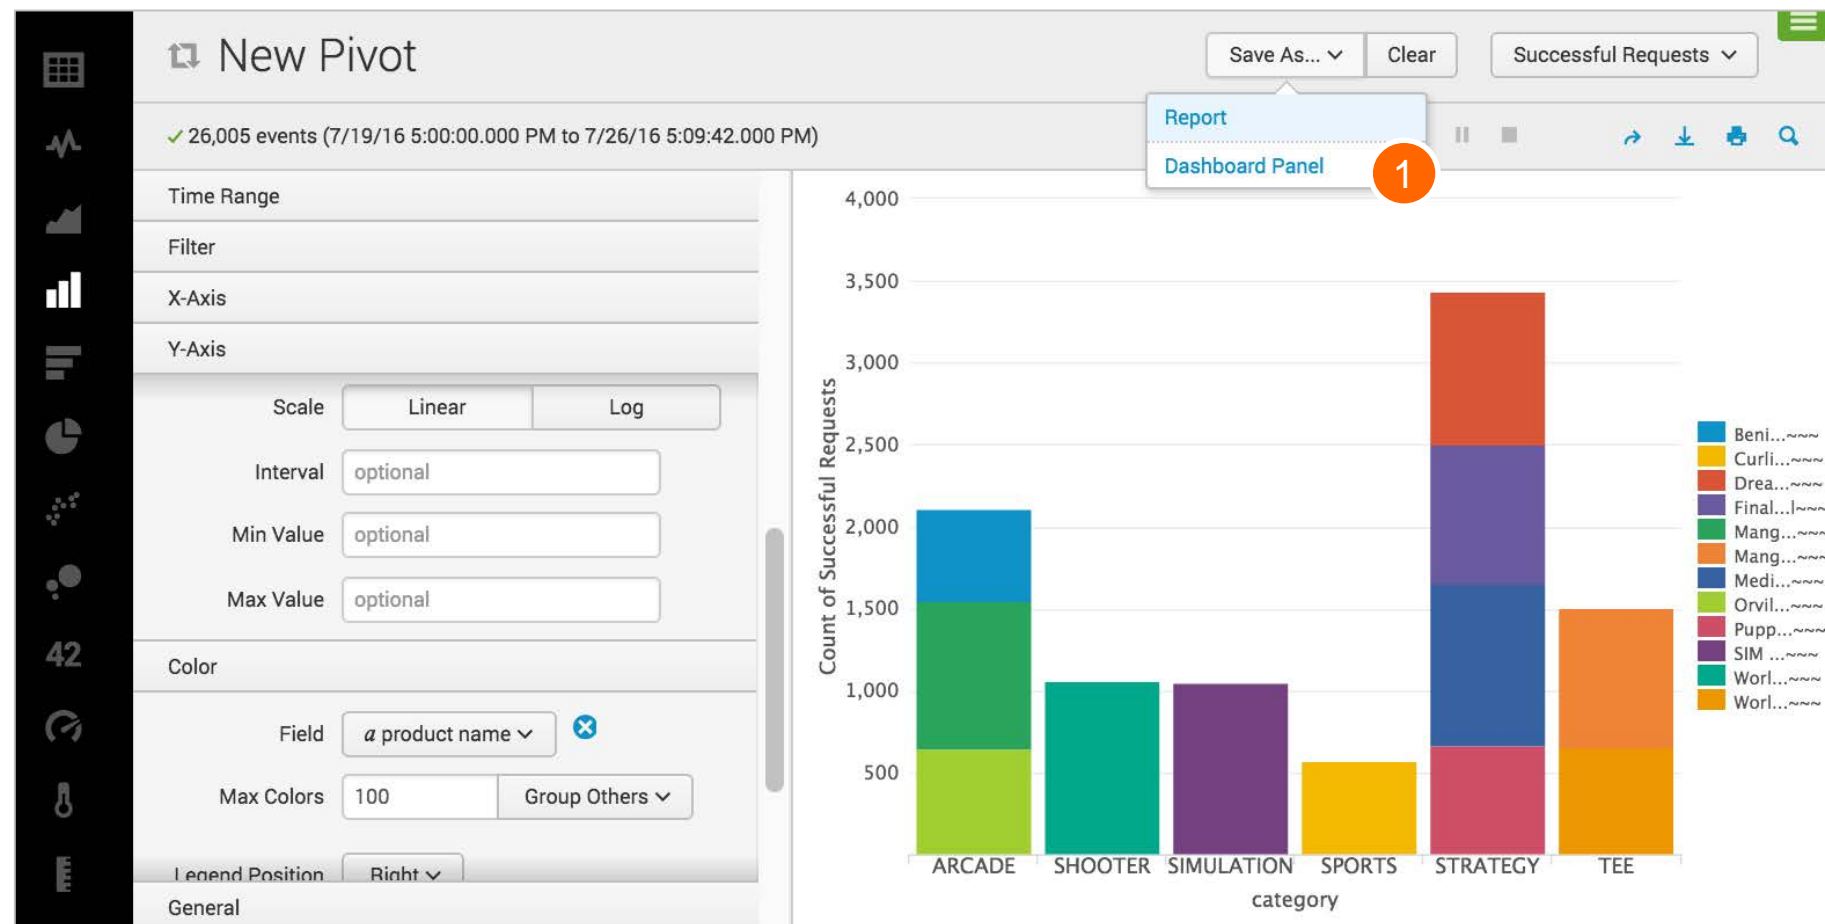 New Pivot
Save As...
Clear
Successful Requests
Report
Dashboard Panel
1
26,005 events (7/19/16 5:00:00.000 PM to 7/26/16 5:09:42.000 PM)
Time Range
Filter
X-Axis
Y-Axis
Scale Linear Log
Interval optional
Min Value optional
Max Value optional
Color
Field a product name
Max Colors 100 Group Others
Legend Position Right
General
42
4,000
3,500
3,000
2,500
2,000
1,500
1,000
500
Count of Successful Requests
ARCADE SHOOTER SIMULATION SPORTS STRATEGY TEE
category
Beni...~~~
Curli...~~~
Drea...~~~
Final...l~~~
Mang...~~~
Mang...~~~
Medi...~~~
Orvil...~~~
Pupp...~~~
SIM ...~~~
Worl...~~~
Worl...~~~